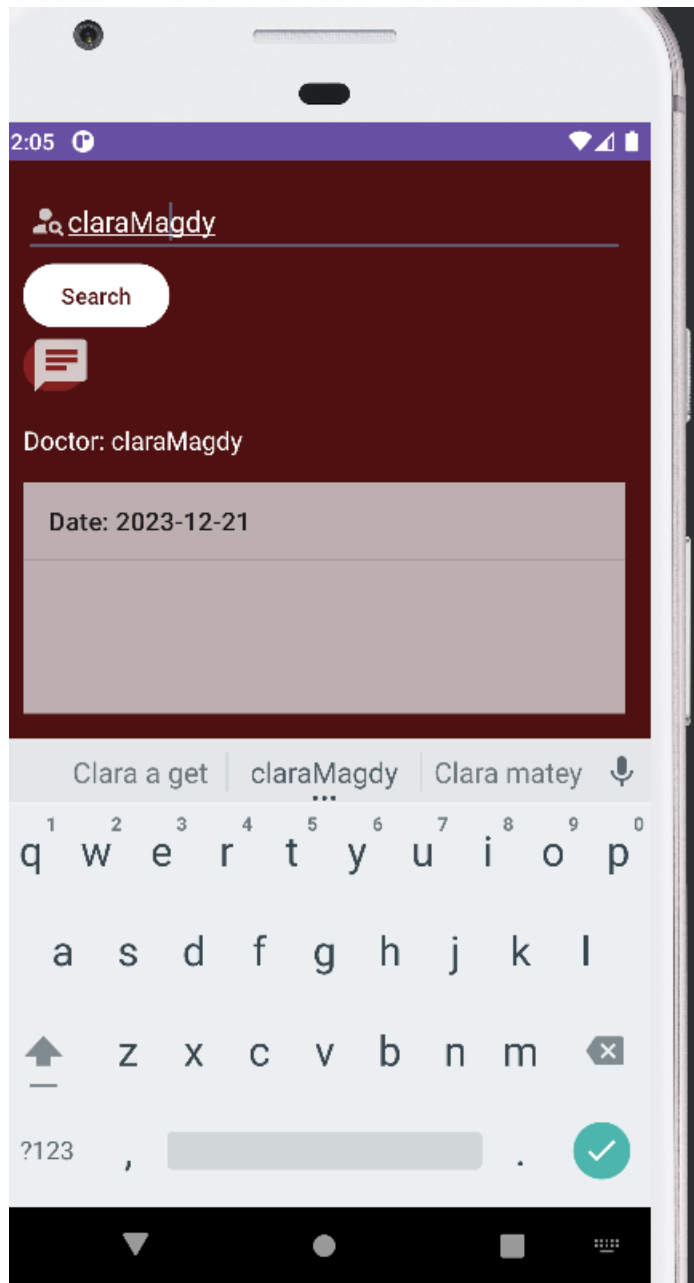 2:05
claraMagdy
Search
Doctor: claraMagdy
Date: 2023-12-21
Clara a get claraMagdy Clara matey
1 2 3 4 5 6 7 8 9 0
q w e r t y u i o p
a s d f g h j k l
z x c v b n m
?123 , .